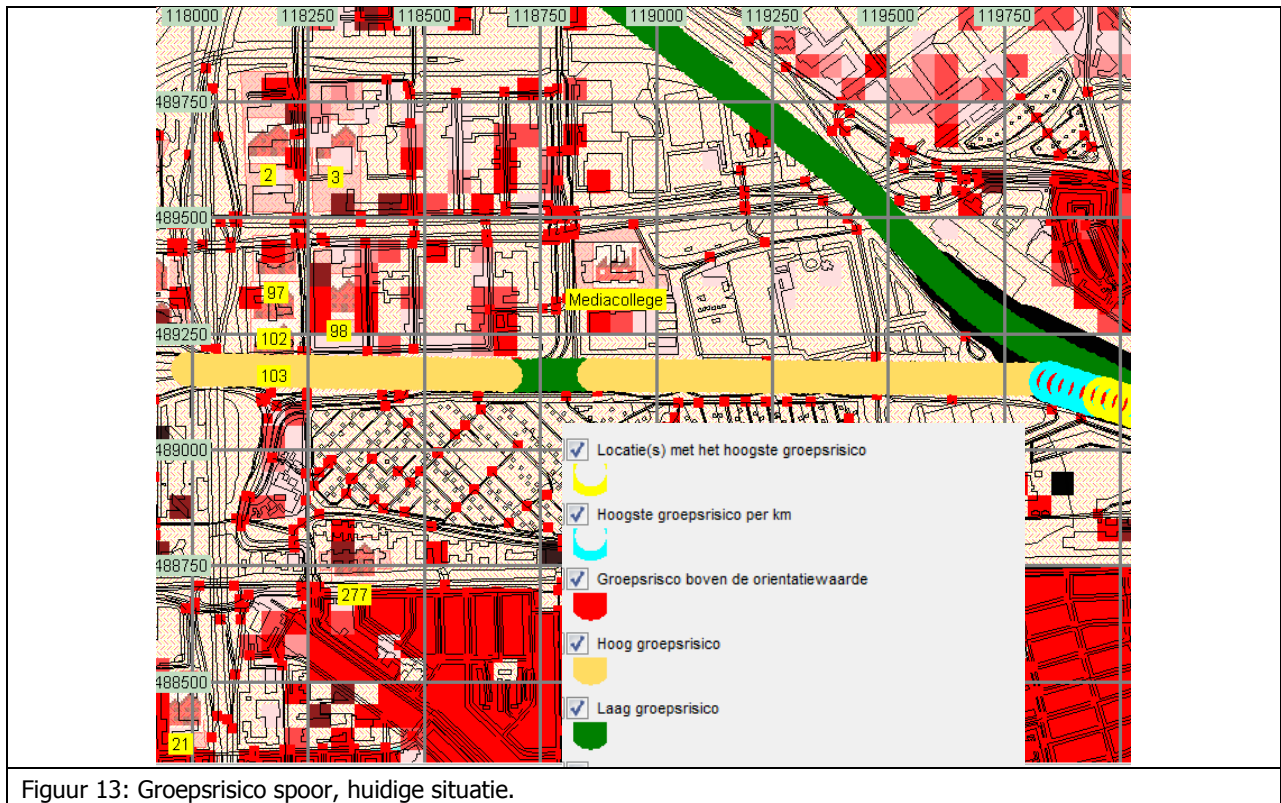 118000 118250 118500 118750 119000 119250 119500 119750
489750
2 3
489500
97
Mediacollege
98
489250
102
103
489000
Locatie(s) met het hoogste groepsrisico
Hoogste groepsrisico per km
Groepsrisco boven de orientatiewaarde
488750
277
Hoog groepsrisico
488500
Laag groepsrisico
21
Figuur 13: Groepsrisico spoor, huidige situatie.